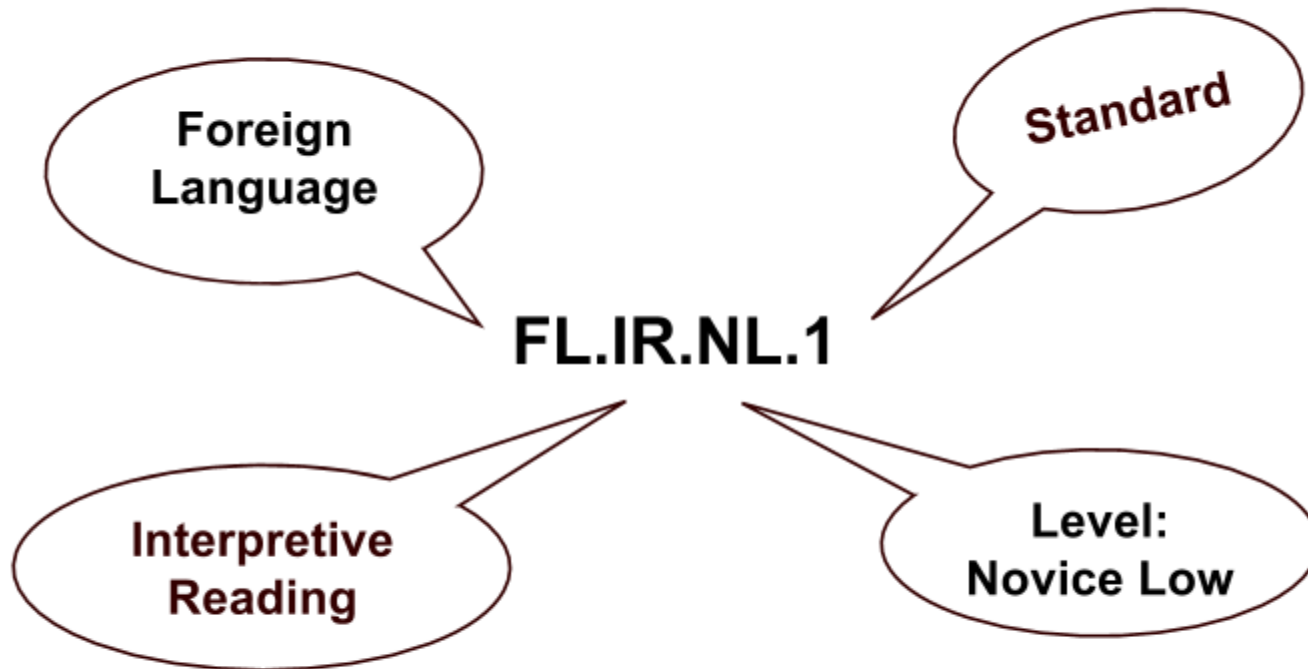 Foreign
Language
Standard
FL.IR.NL.1
Interpretive
Reading
Level:
Novice Low